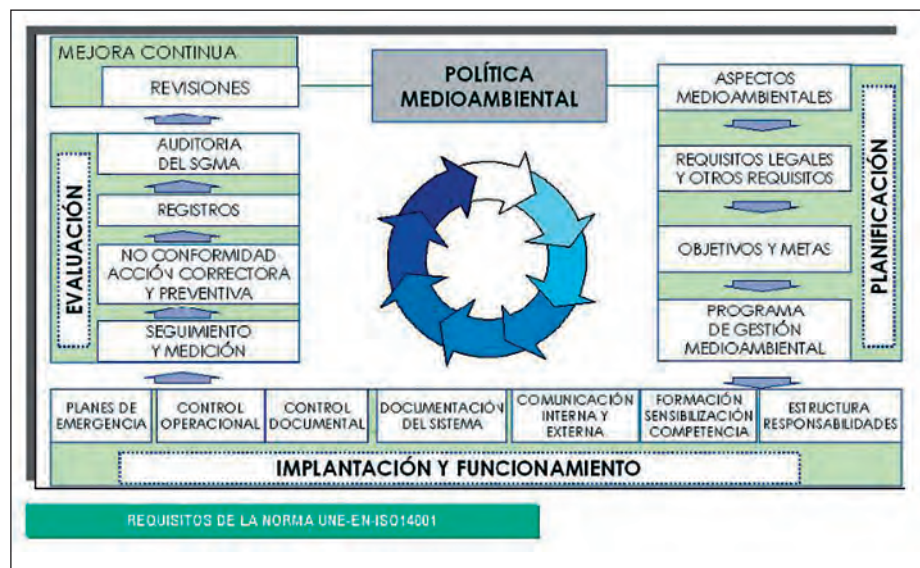 MEJORA CONTINUA
REVISIONES
POLÍTICA
MEDIOAMBIENTAL
ASPECTOS
MEDIOAMBIENTALES
REQUISITOS LEGALES
Y OTROS REQUISITOS
OBJETIVOS Y METAS
PROGRAMA
DE GESTIÓN
MEDIOAMBIENTAL
PLANIFICACIÓN
EVALUACIÓN
AUDITORIA
DEL SGMA
REGISTROS
NO CONFORMIDAD
ACCIÓN CORRECTORA
Y PREVENTIVA
SEGUIMIENTO
Y MEDICIÓN
PLANES DE
EMERGENCIA
CONTROL
OPERACIONAL
CONTROL
DOCUMENTAL
DOCUMENTACIÓN
DEL SISTEMA
COMUNICACIÓN
INTERNA Y
EXTERNA
FORMACIÓN
SENSIBILIZACIÓN
COMPETENCIA
ESTRUCTURA
RESPONSABILIDADES
IMPLANTACIÓN Y FUNCIONAMIENTO
REQUISITOS DE LA NORMA UNE-EN-ISO14001